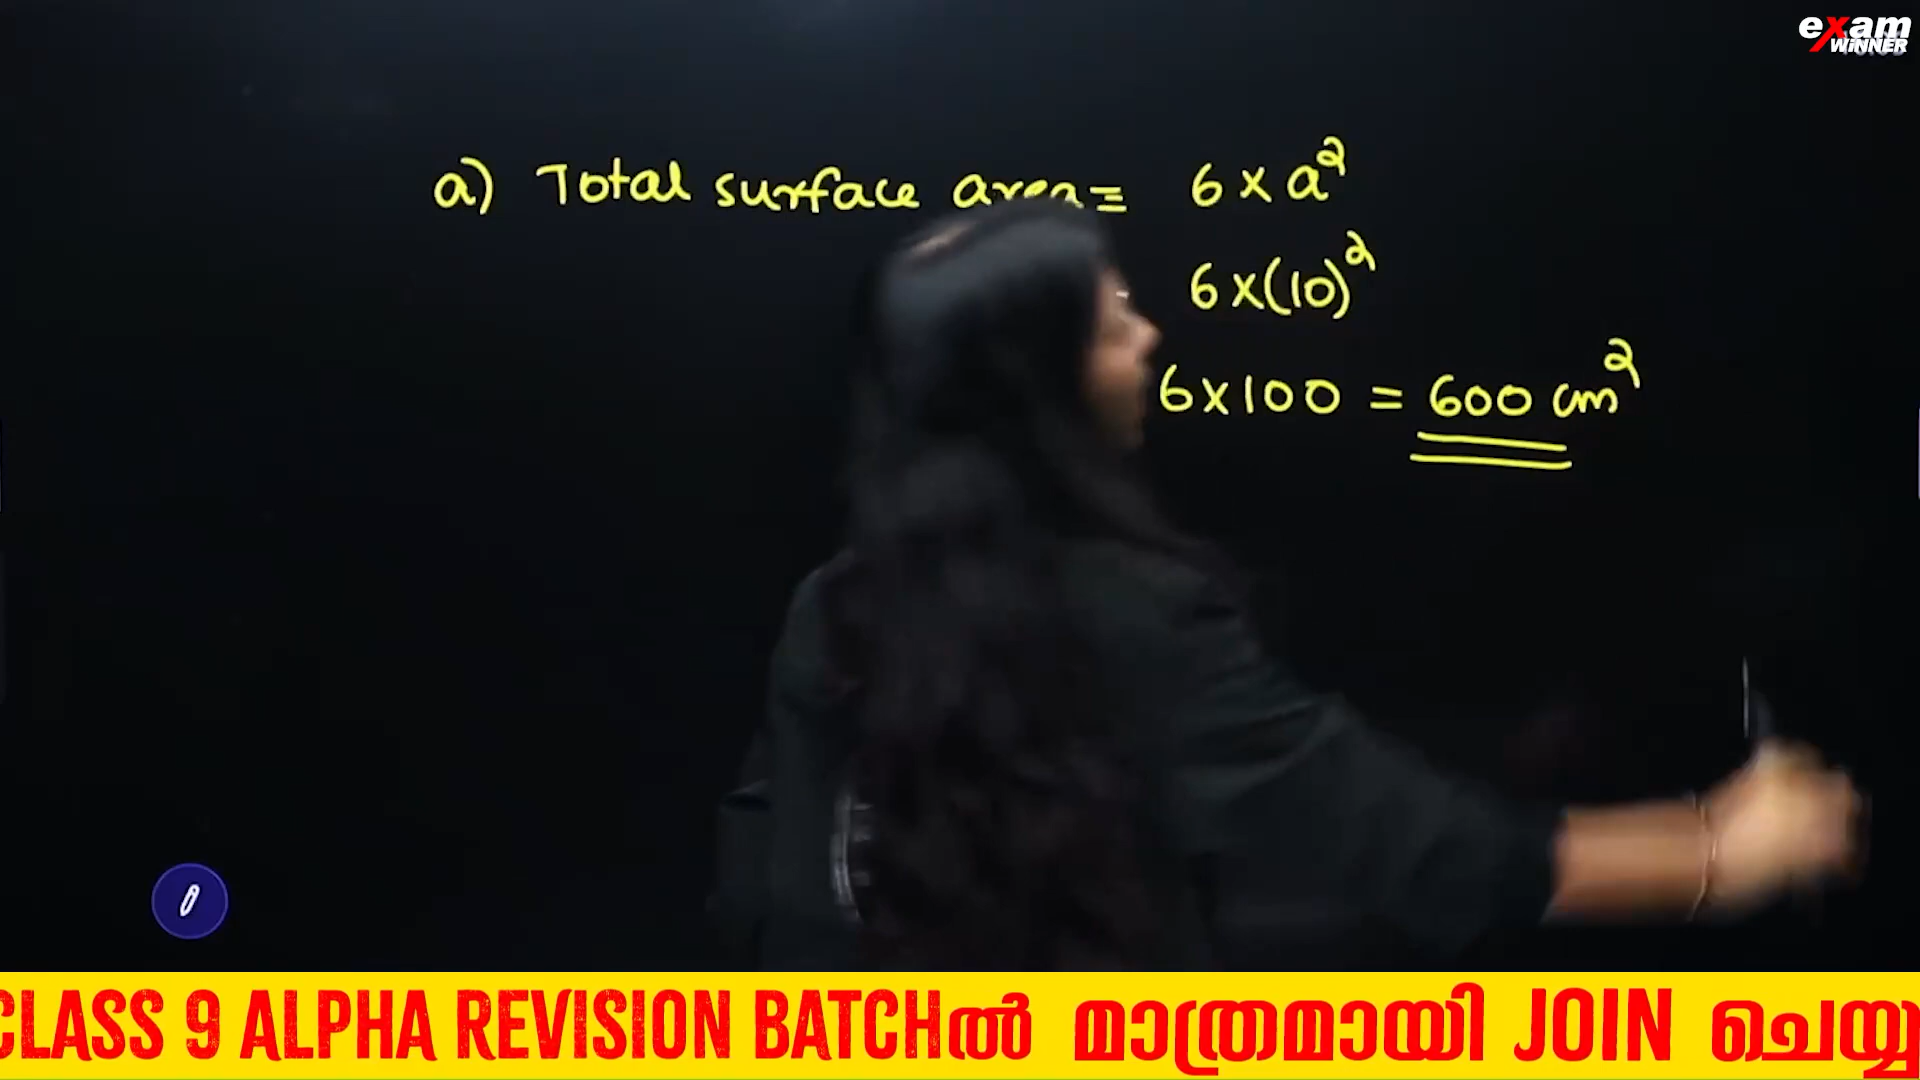 exam
WINNER
a) Total surface area = 6 x a²
6 x (10)²
6 x 100 = 600 cm²
CLASS 9 ALPHA REVISION BATCHൽ മാത്രമായി JOIN ചെയ്യ